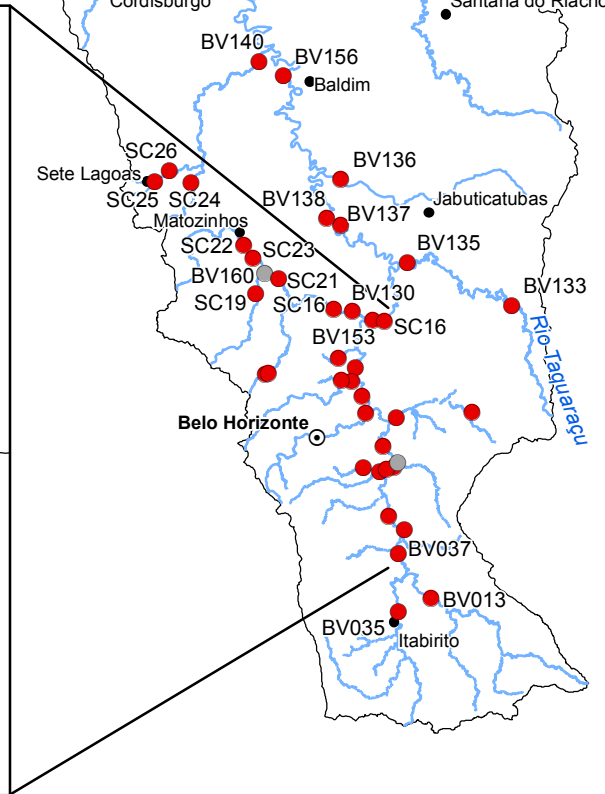 Cordisburgo
Santana do Riacho
BV140
BV156
Baldim
SC26
BV136
Sete Lagoas
SC25
SC24
BV138
Jabuticatubas
BV137
Matozinhos
SC22
SC23
BV135
BV160
SC21
SC19
SC16
BV130
BV133
SC16
BV153
Rio Taquaraçu
Belo Horizonte
BV037
BV013
BV035
Itabirito